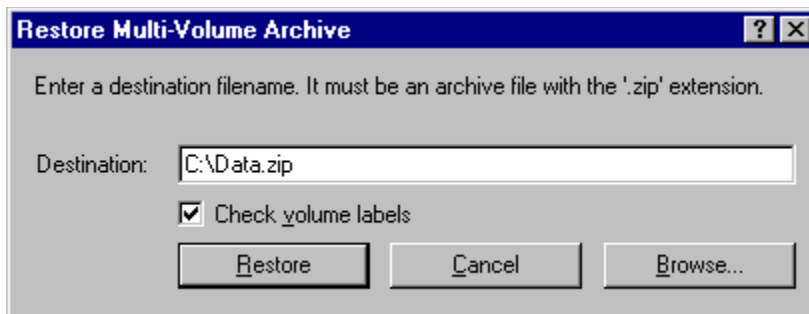 Restore Multi-Volume Archive
Enter a destination filename. It must be an archive file with the '.zip' extension.
Destination: C:\Data.zip
Check volume labels
Restore Cancel Browse...